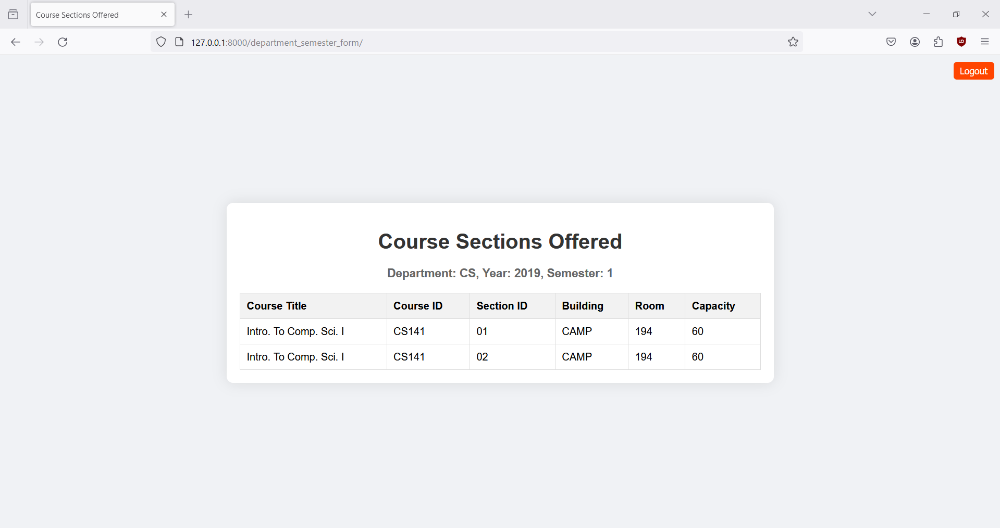 Course Sections Offered
127.0.0.1:8000/department_semester_form/
Logout
Course Sections Offered
Department: CS, Year: 2019, Semester: 1
Course Title Course ID Section ID Building Room Capacity
Intro. To Comp. Sci. I CS141 01 CAMP 194 60
Intro. To Comp. Sci. I CS141 02 CAMP 194 60